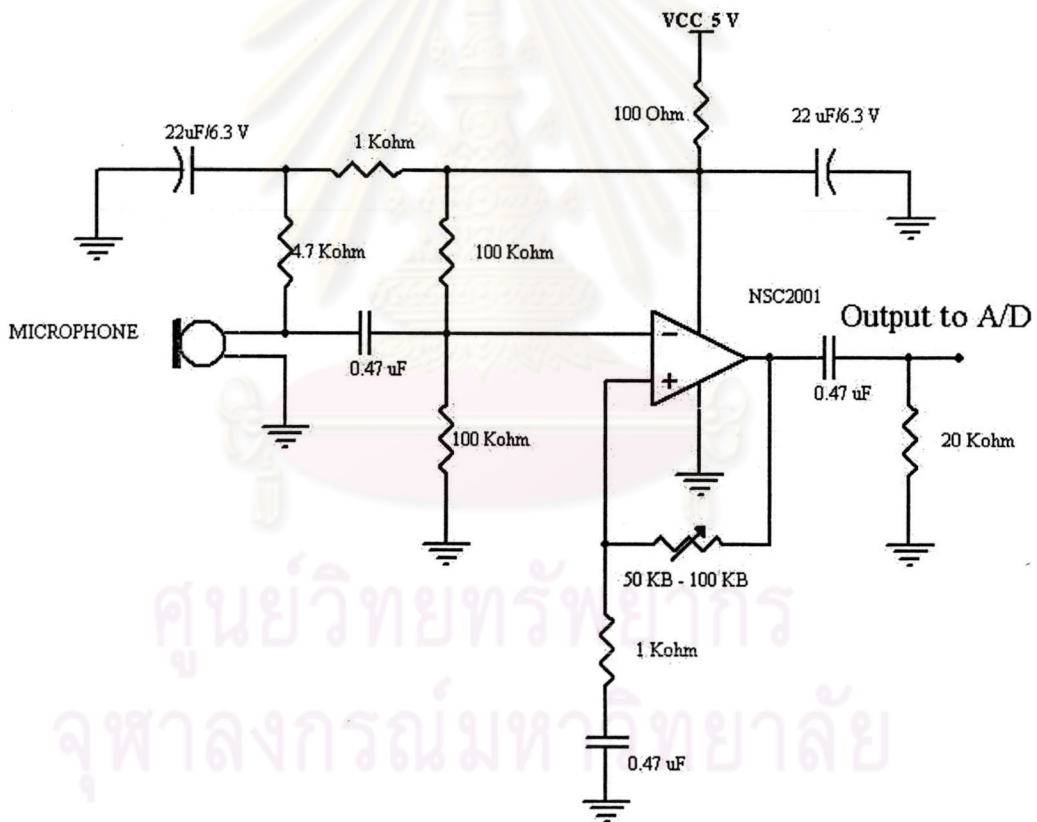 VCC 5 V
100 Ohm
22uF/6.3 V
1 Kohm
22 uF/6.3 V
4.7 Kohm
100 Kohm
NSC2001
Output to A/D
MICROPHONE
0.47 uF
−
+
0.47 uF
100 Kohm
20 Kohm
50 KB - 100 KB
1 Kohm
0.47 uF
ศูนย์วิทยทรัพยากร
จุฬาลงกรณ์มหาวิทยาลัย